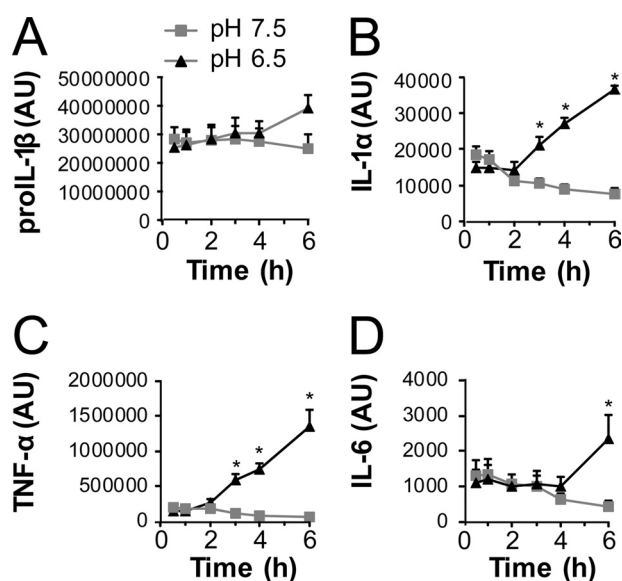 A
pH 7.5
pH 6.5
proIL-1β (AU)
50000000
40000000
30000000
20000000
10000000
0
0 2 4 6
Time (h)
B
IL-1α (AU)
40000
30000
20000
10000
0
* * *
0 2 4 6
Time (h)
C
TNF-α (AU)
2000000
1500000
1000000
500000
0
* * *
0 2 4 6
Time (h)
D
IL-6 (AU)
4000
3000
2000
1000
0
*
0 2 4 6
Time (h)